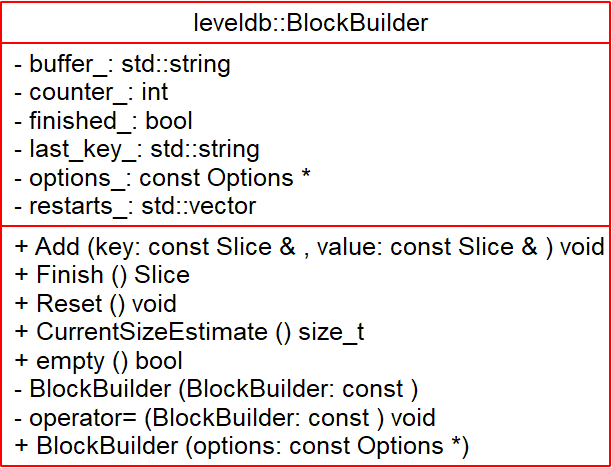 leveldb::BlockBuilder
- buffer_: std::string
- counter_: int
- finished_: bool
- last_key_: std::string
- options_: const Options *
- restarts_: std::vector
+ Add (key: const Slice & , value: const Slice & ) void
+ Finish () Slice
+ Reset () void
+ CurrentSizeEstimate () size_t
+ empty () bool
- BlockBuilder (BlockBuilder: const )
- operator= (BlockBuilder: const ) void
+ BlockBuilder (options: const Options *)